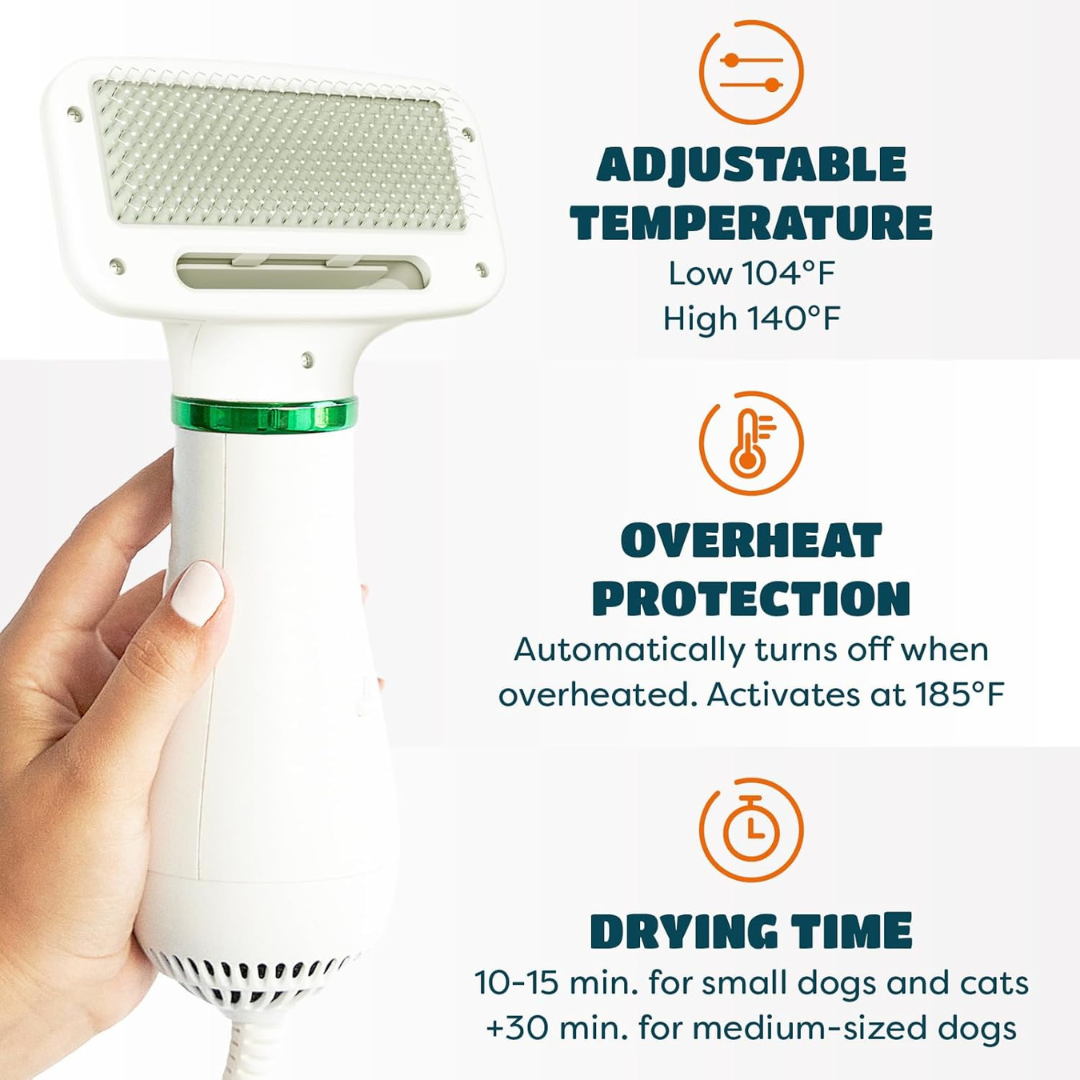 ADJUSTABLE
TEMPERATURE
Low 104°F
High 140°F
OVERHEAT
PROTECTION
Automatically turns off when
overheated. Activates at 185°F
DRYING TIME
10-15 min. for small dogs and cats
+30 min. for medium-sized dogs